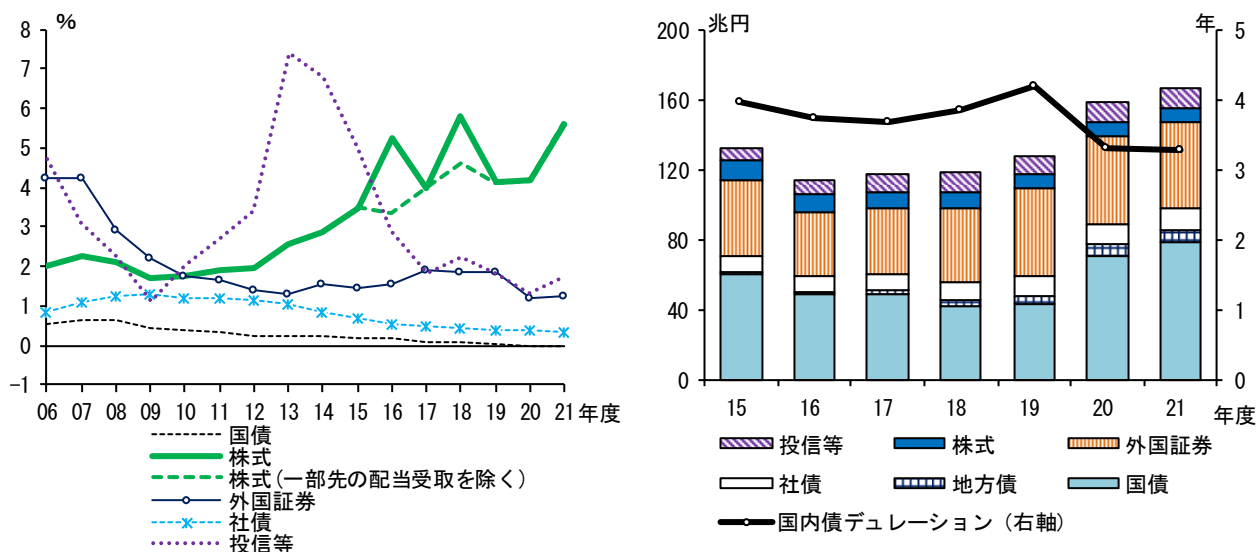 %
8
7
6
5
4
3
2
1
0
-1
06 07 08 09 10 11 12 13 14 15 16 17 18 19 20 21 年度
国債
株式
株式(一部先の配当受取を除く)
外国証券
社債
投信等
兆円
年
200
160
120
80
40
0
5
4
3
2
1
0
15 16 17 18 19 20 21 年度
投信等 株式 外国証券
社債 地方債 国債
国内債デュレーション(右軸)